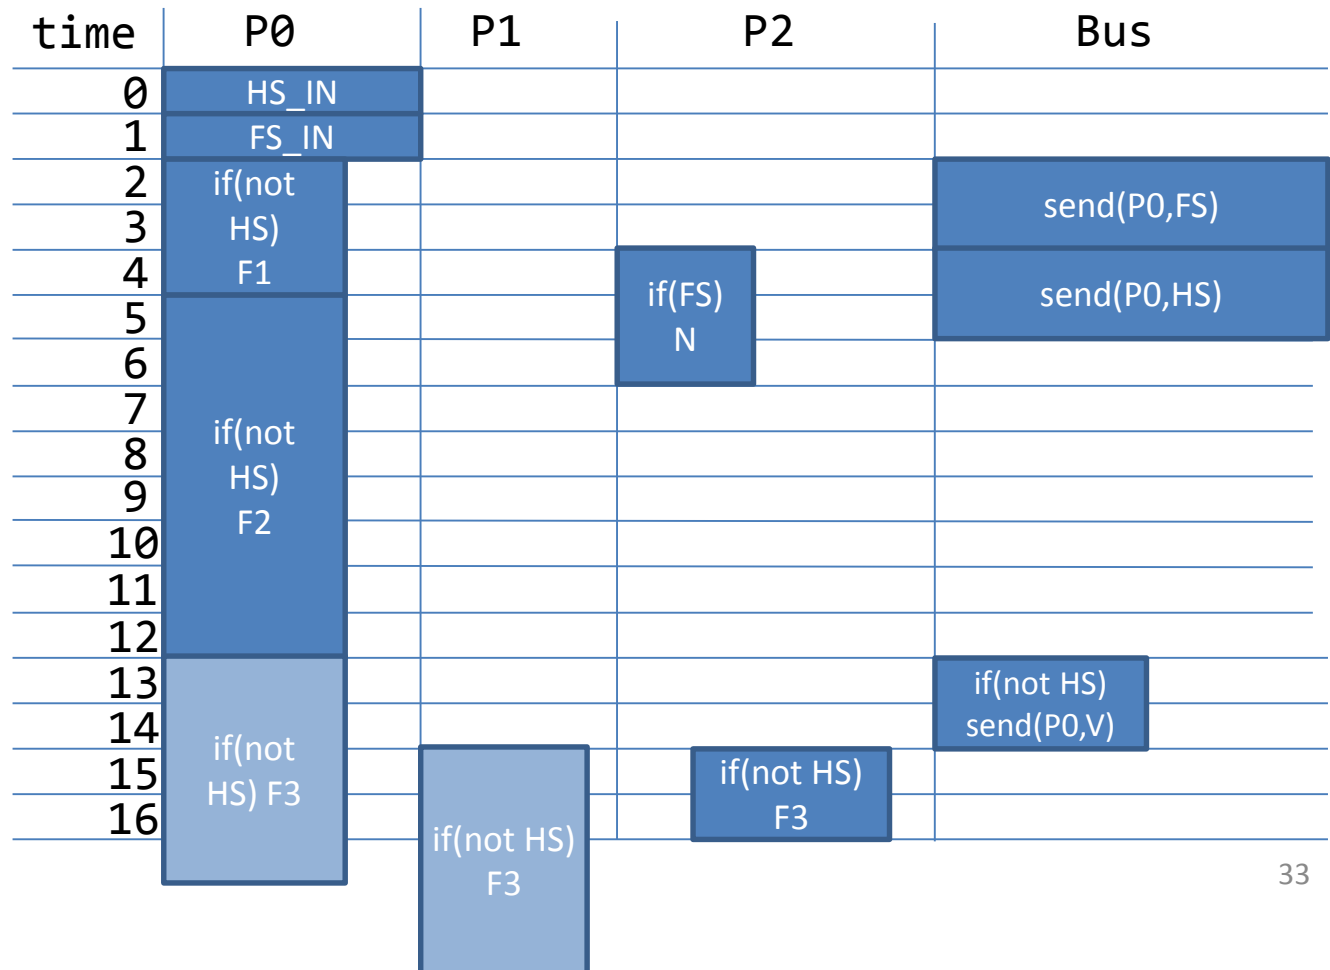 time P0 P1 P2 Bus
0 HS_IN
1 FS_IN
2
3
4
5
6
7
8
9
10
11
12
13
14
15
16
if(not
HS)
F1
if(not
HS)
F2
if(not
HS) F3
if(not HS)
F3
if(FS)
N
if(not HS)
F3
send(P0,FS)
send(P0,HS)
if(not HS)
send(P0,V)
33